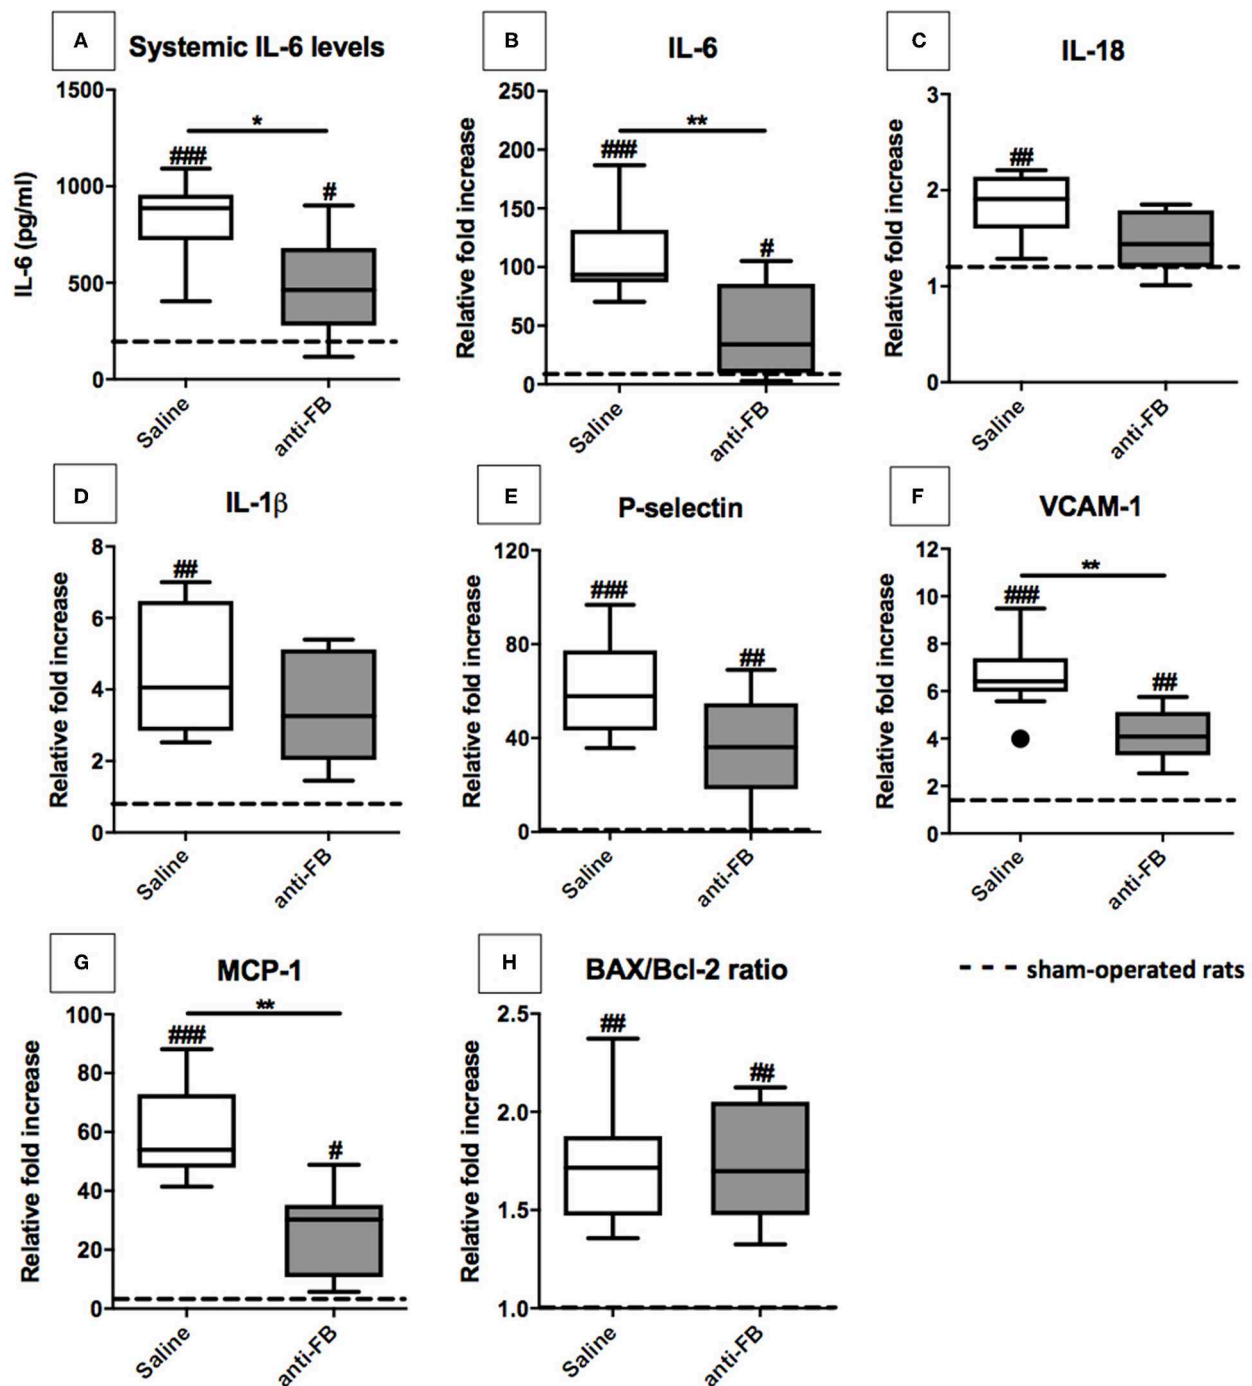 A Systemic IL-6 levels
IL-6 (pg/ml)
1500
1000
500
0
*
###
#
Saline
anti-FB
B IL-6
Relative fold increase
250
200
150
100
50
0
**
###
#
Saline
anti-FB
C IL-18
Relative fold increase
3
2
1
0
##
Saline
anti-FB
D IL-1β
Relative fold increase
8
6
4
2
0
##
Saline
anti-FB
E P-selectin
Relative fold increase
120
80
40
0
###
##
Saline
anti-FB
F VCAM-1
Relative fold increase
12
10
8
6
4
2
0
**
###
##
Saline
anti-FB
G MCP-1
Relative fold increase
100
80
60
40
20
0
**
###
#
Saline
anti-FB
H BAX/Bcl-2 ratio
Relative fold increase
2.5
2.0
1.5
1.0
##
##
Saline
anti-FB
sham-operated rats